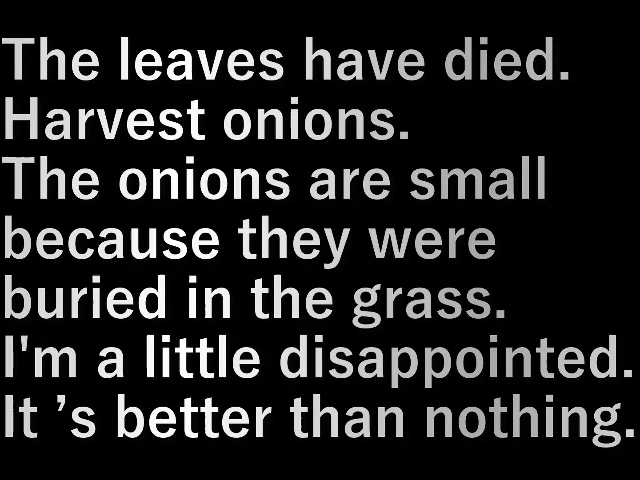 The leaves have died.
Harvest onions.
The onions are small
because they were
buried in the grass.
I'm a little disappointed.
It ’s better than nothing.